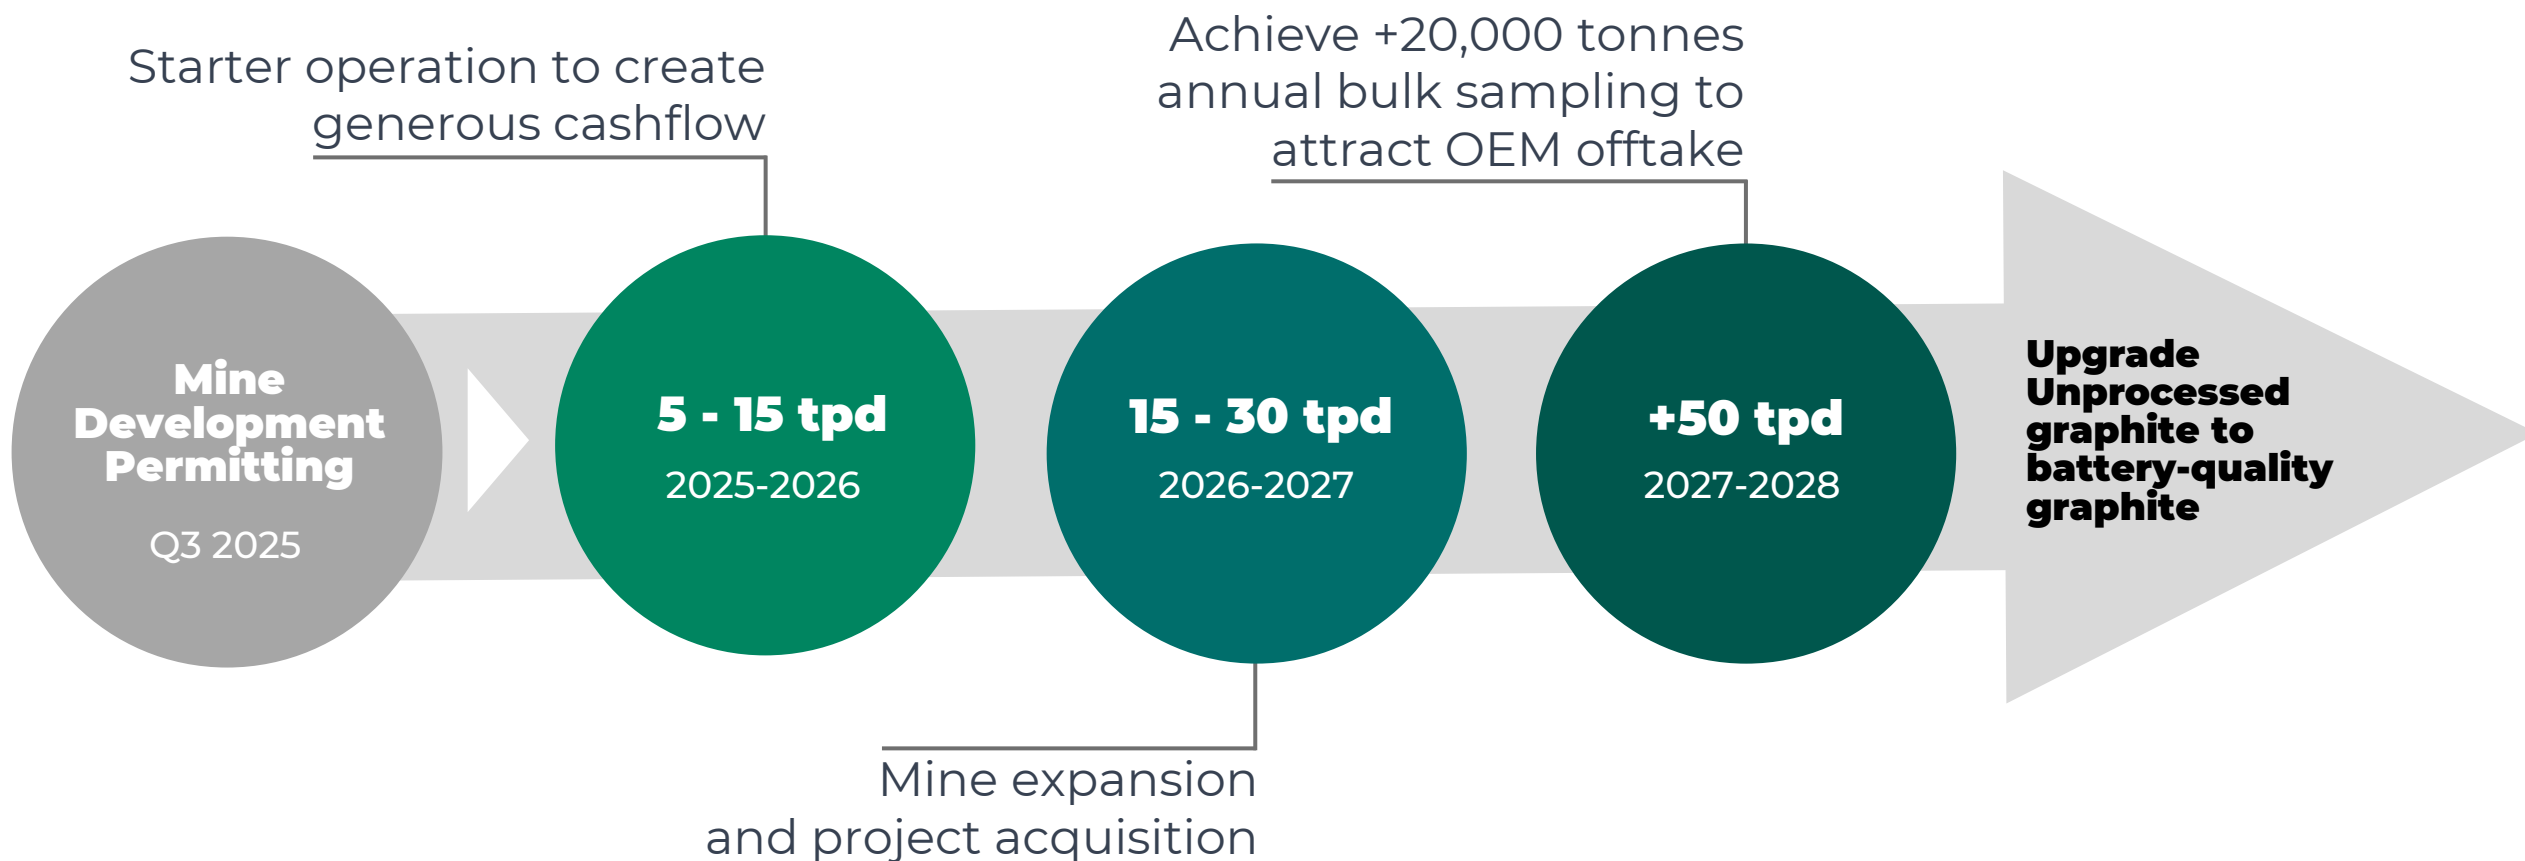 Starter operation to create
generous cashflow
Achieve +20,000 tonnes
annual bulk sampling to
attract OEM offtake
Mine
Development
Permitting
Q3 2025
5 - 15 tpd
2025-2026
15 - 30 tpd
2026-2027
+50 tpd
2027-2028
Upgrade
Unprocessed
graphite to
battery-quality
graphite
Mine expansion
and project acquisition